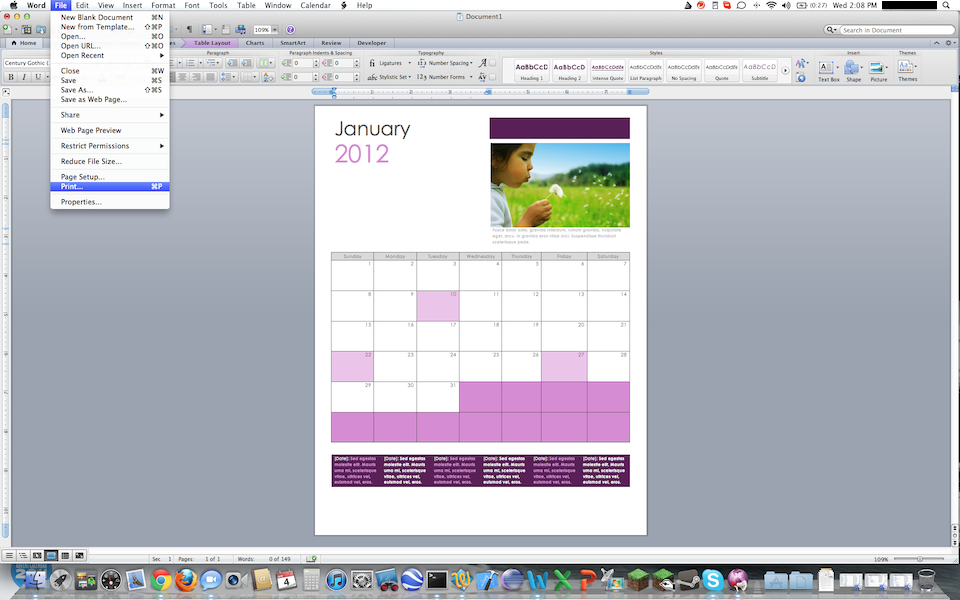 Word File Edit View Insert Format Font Tools Table Window Calendar Help (0:27) Wed 2:08 PM
Document1
109%
Search in Document
Home
Table Layout Charts SmartArt Review Developer
Paragraph Paragraph Indents & Spacing Typography Styles Insert Themes
New Blank Document ⌘N
New from Template... ⇧⌘P
Open... ⌘O
Open URL... ⇧⌘O
Open Recent
Close ⌘W
Save ⌘S
Save As... ⇧⌘S
Save as Web Page...
Share
Web Page Preview
Restrict Permissions
Reduce File Size...
Page Setup...
Print... ⌘P
Properties...
Century Gothic
B I U
0 0
0 0
Ligatures Number Spacing
Stylistic Set Number Forms
AaBbCcD AaBbCcD AaBbCcDdEe AaBbCcDdEe AaBbCcDdEe AaBbCcDdEe AaBbCcD
Heading 1 Heading 2 Intense Quote List Paragraph No Spacing Quote Subtitle
Text Box Shape Picture Themes
January
2012
Sunday Monday Tuesday Wednesday Thursday Friday Saturday
1 2 3 4 5 6 7
8 9 10 11 12 13 14
15 16 17 18 19 20 21
22 23 24 25 26 27 28
29 30 31
[Date]: Sed egestas molestie elit. Mauris urna mi, scelerisque vitae, ultrices vel, euismod vel, eros.
[Date]: Sed egestas molestie elit. Mauris urna mi, scelerisque vitae, ultrices vel, euismod vel, eros.
[Date]: Sed egestas molestie elit. Mauris urna mi, scelerisque vitae, ultrices vel, euismod vel, eros.
[Date]: Sed egestas molestie elit. Mauris urna mi, scelerisque vitae, ultrices vel, euismod vel, eros.
[Date]: Sed egestas molestie elit. Mauris urna mi, scelerisque vitae, ultrices vel, euismod vel, eros.
[Date]: Sed egestas molestie elit. Mauris urna mi, scelerisque vitae, ultrices vel, euismod vel, eros.
Sec 1 Pages: 1 of 1 Words: 0 of 149 109%